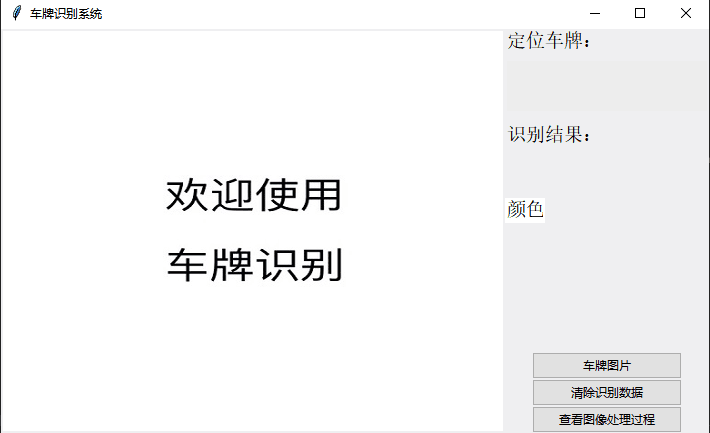 车牌识别系统
定位车牌：
识别结果：
欢迎使用
车牌识别
颜色
车牌图片
清除识别数据
查看图像处理过程